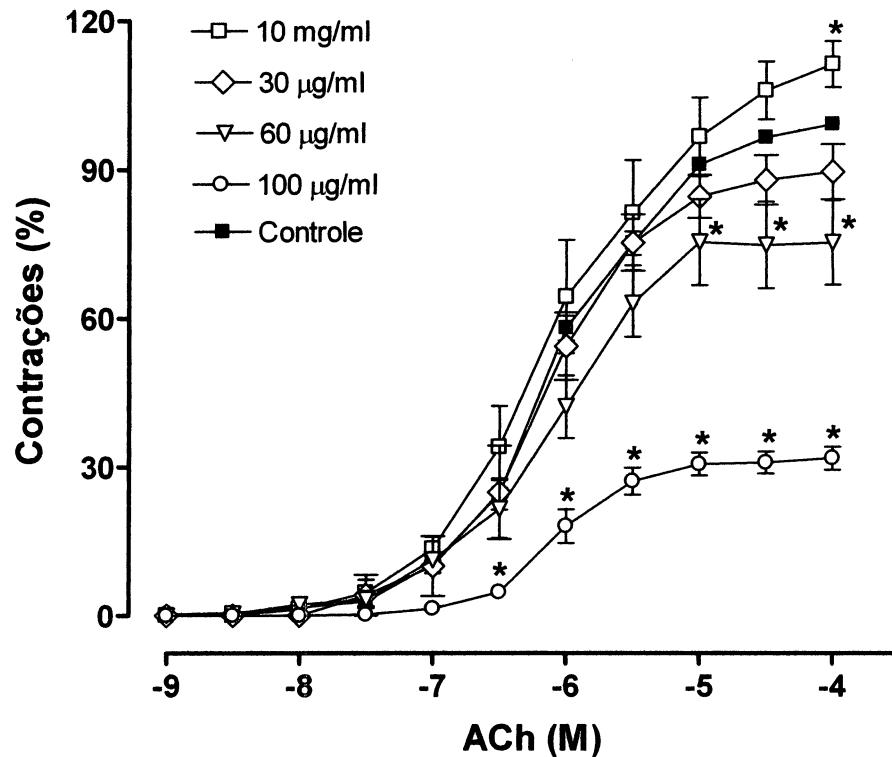 120
90
60
30
0
Contrações (%)
10 mg/ml
30 µg/ml
60 µg/ml
100 µg/ml
Controle
*
* * *
* * * * * *
-9 -8 -7 -6 -5 -4
ACh (M)